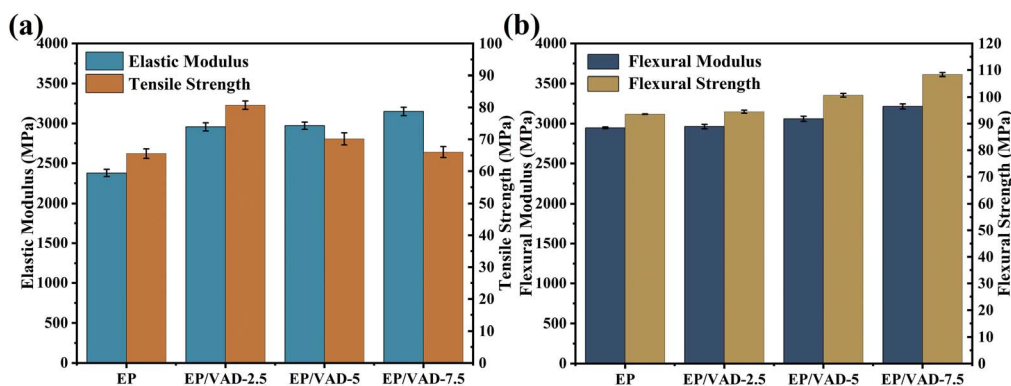 (a)
Elastic Modulus
Tensile Strength
Elastic Modulus (MPa)
4000
3500
3000
2500
2000
1500
1000
500
0
EP
EP/VAD-2.5
EP/VAD-5
EP/VAD-7.5
100
90
80
70
60
50
40
30
20
10
0
Tensile Strength (MPa)
(b)
Flexural Modulus
Flexural Strength
Flexural Modulus (MPa)
4000
3500
3000
2500
2000
1500
1000
500
0
EP
EP/VAD-2.5
EP/VAD-5
EP/VAD-7.5
120
110
100
90
80
70
60
50
40
30
20
10
0
Flexural Strength (MPa)